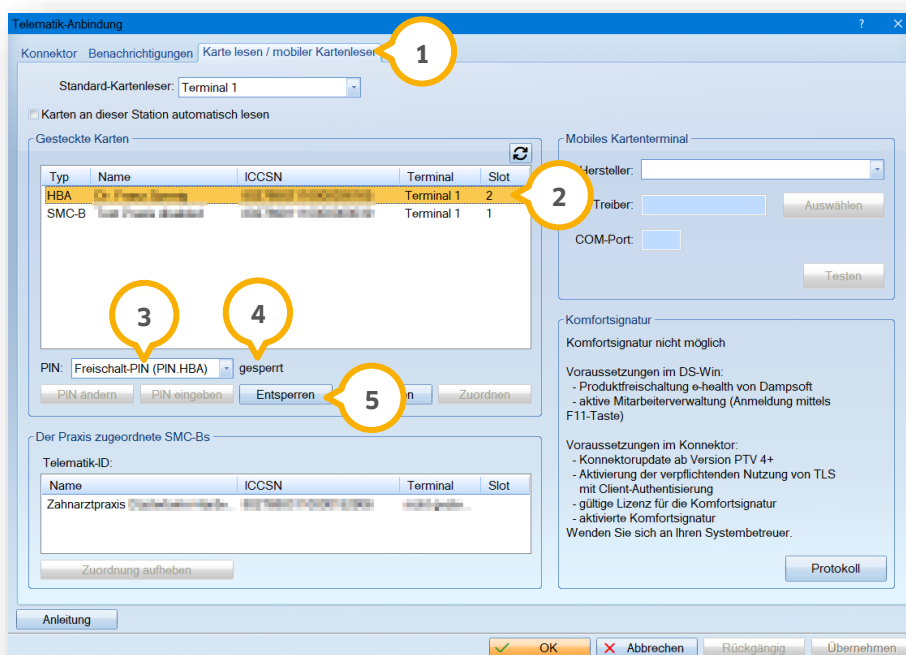 Telematik-Anbindung
Konnektor Benachrichtigungen Karte lesen / mobiler Kartenleser
1
Standard-Kartenleser: Terminal 1
Karten an dieser Station automatisch lesen
Gesteckte Karten
Typ Name ICCSN Terminal Slot
HBA Terminal 1 2
SMC-B Terminal 1 1
2
3
4
PIN: Freischalt-PIN (PIN.HBA) gesperrt
PIN ändern PIN eingeben Entsperren Zuordnen
5
Der Praxis zugeordnete SMC-Bs
Telematik-ID:
Name ICCSN Terminal Slot
Zahnarztpraxis
Zuordnung aufheben
Mobiles Kartenterminal
Hersteller:
Treiber: Auswählen
COM-Port:
Testen
Komfortsignatur
Komfortsignatur nicht möglich
Voraussetzungen im DS-Win:
- Produktfreischaltung e-health von Dampsoft
- aktive Mitarbeiterverwaltung (Anmeldung mittels
F11-Taste)
Voraussetzungen im Konnektor:
- Konnektorupdate ab Version PTV 4+
- Aktivierung der verpflichtenden Nutzung von TLS
mit Client-Authentisierung
- gültige Lizenz für die Komfortsignatur
- aktivierte Komfortsignatur
Wenden Sie sich an Ihren Systembetreuer.
Protokoll
Anleitung
OK Abbrechen Rückgängig Übernehmen